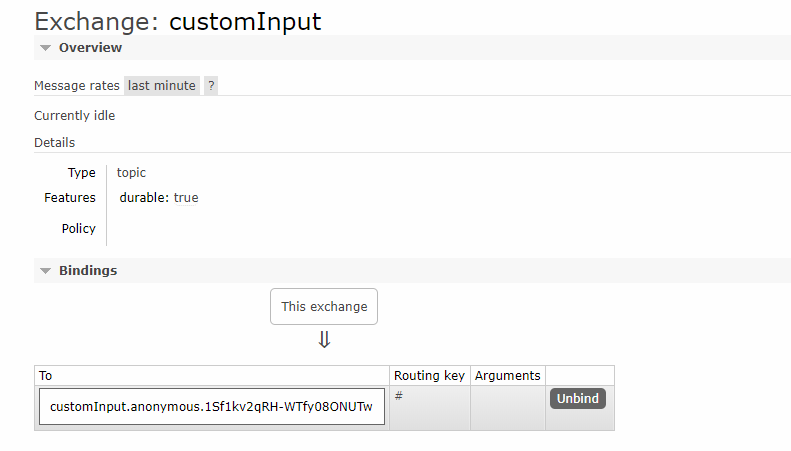 Exchange: customInput
Overview
Message rates last minute ?
Currently idle
Details
Type topic
Features durable: true
Policy
Bindings
This exchange
⇓
To Routing key Arguments
customInput.anonymous.1Sf1kv2qRH-WTfy08ONUTw # Unbind